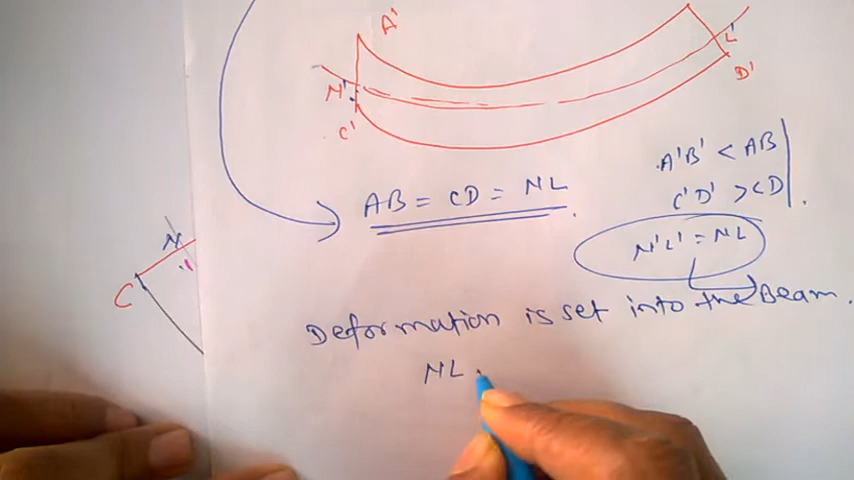 A'
L'
N'
D'
C'
A'B' < AB
C'D' > CD
AB = CD = NL
N'L' = NL
N
C
Deformation is set into the Beam.
NL